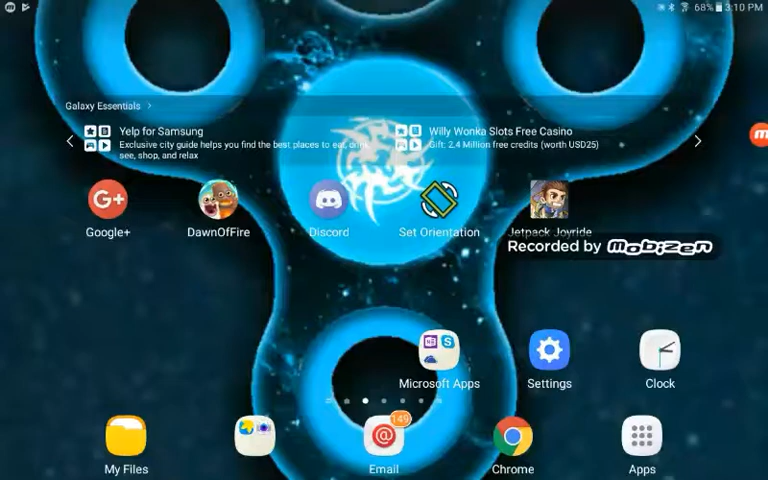 68% 3:10 PM
Galaxy Essentials
Yelp for Samsung
Exclusive city guide helps you find the best places to eat, drink,
see, shop, and relax
Willy Wonka Slots Free Casino
Gift: 2.4 Million free credits (worth USD25)
Google+
DawnOfFire
Discord
Set Orientation
Jetpack Joyride
Recorded by mobizen
Microsoft Apps
Settings
Clock
149
My Files
Email
Chrome
Apps